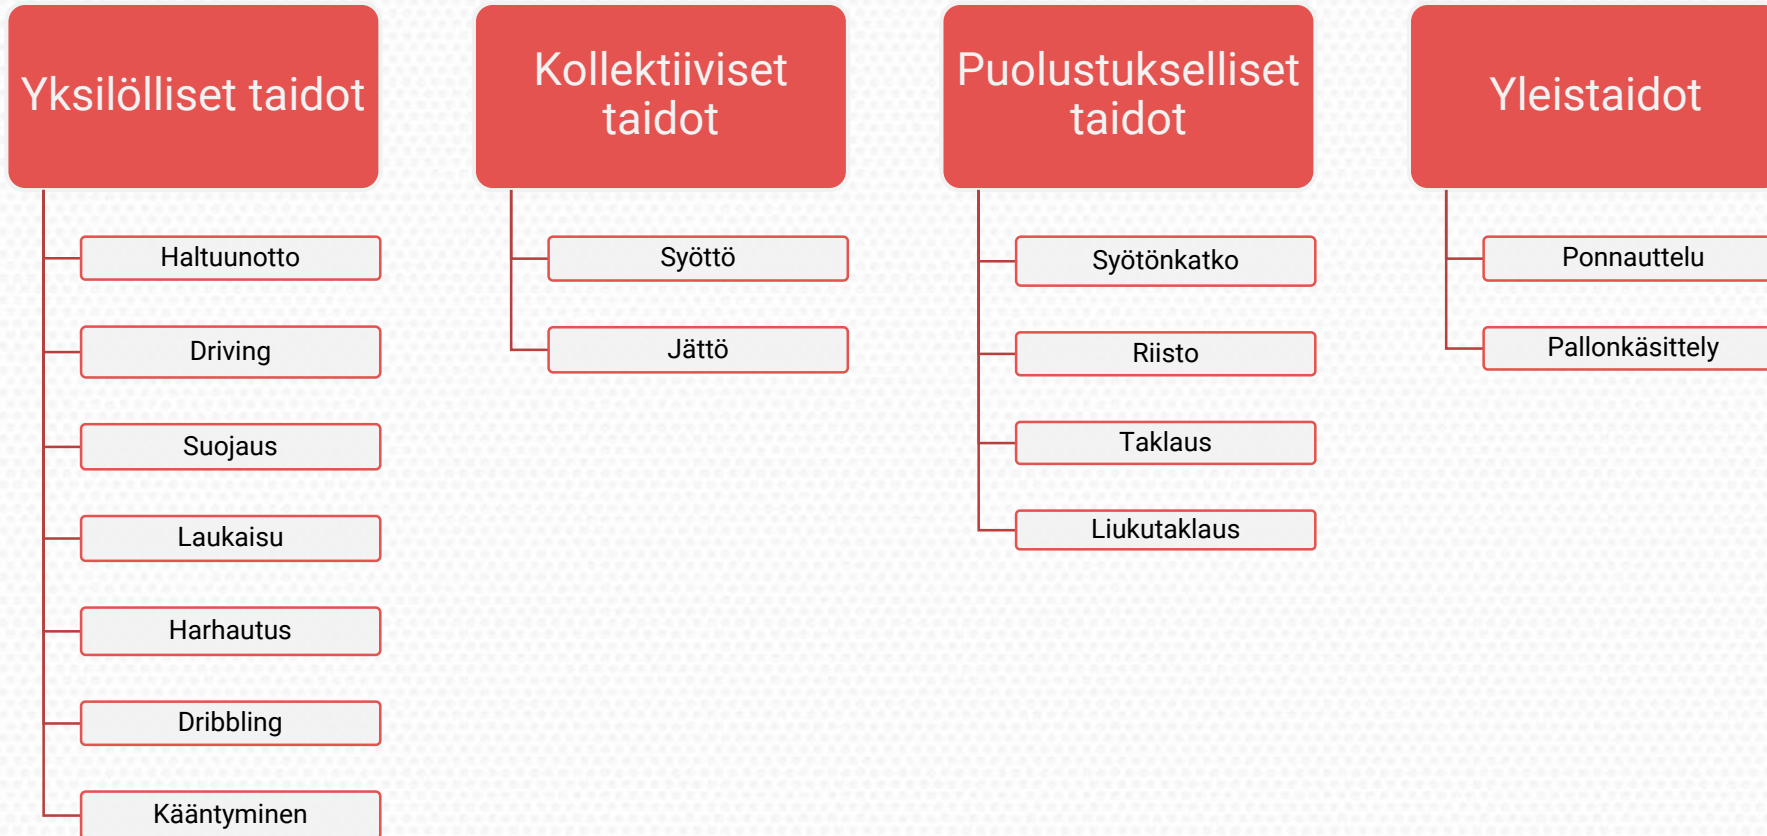 Yksilölliset taidot
Haltuunotto
Driving
Suojaus
Laukaisu
Harhautus
Dribbling
Kääntyminen
Kollektiiviset
taidot
Syöttö
Jättö
Puolustukselliset
taidot
Syötönkatko
Riisto
Taklaus
Liukutaklaus
Yleistaidot
Ponnauttelu
Pallonkäsittely